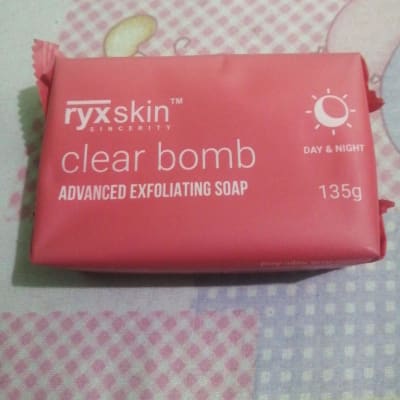 ryxskin™
SINCERITY
clear bomb
ADVANCED EXFOLIATING SOAP
DAY & NIGHT
135g